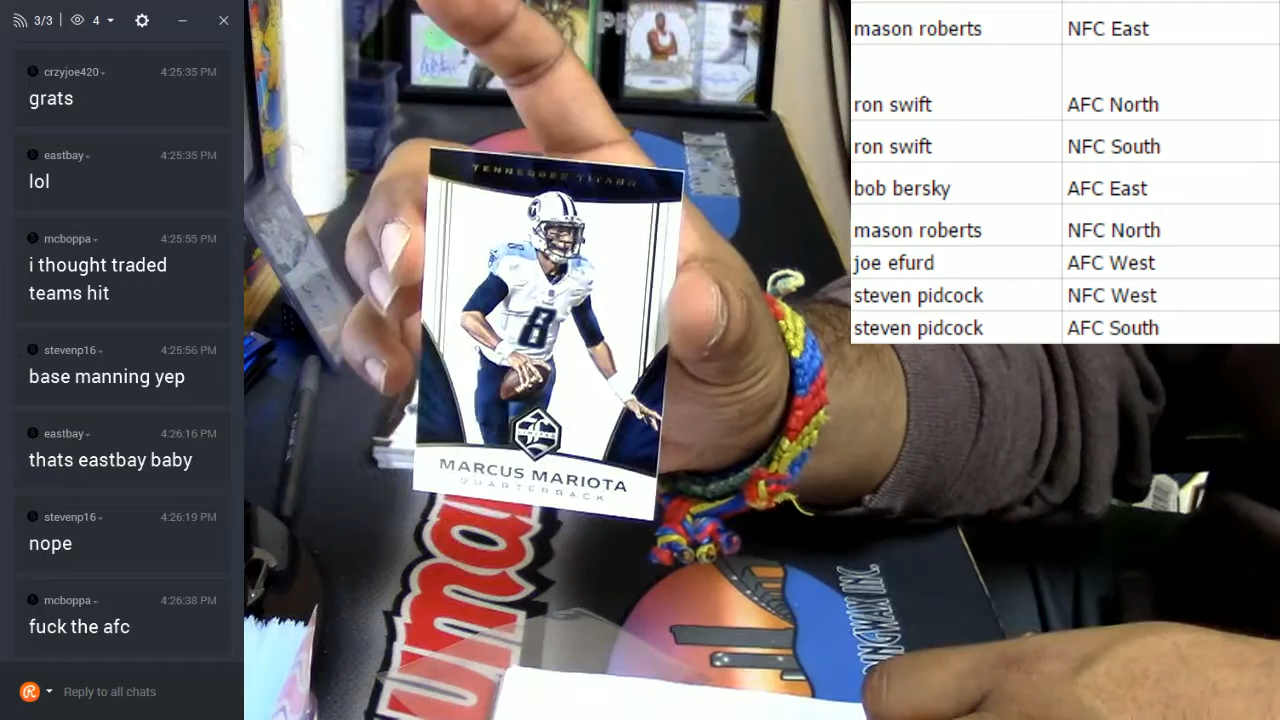 3/3
4
crzyjoe420
4:25:35 PM
grats
eastbay
4:25:35 PM
lol
mcboppa
4:25:55 PM
i thought traded
teams hit
stevenp16
4:25:56 PM
base manning yep
eastbay
4:26:16 PM
thats eastbay baby
stevenp16
4:26:19 PM
nope
mcboppa
4:26:38 PM
fuck the afc
Reply to all chats
TENNESSEE TITANS
8
8
LIMITED
MARCUS MARIOTA
QUARTERBACK
INGWAX INC.
mason roberts NFC East
ron swift AFC North
ron swift NFC South
bob bersky AFC East
mason roberts NFC North
joe efurd AFC West
steven pidcock NFC West
steven pidcock AFC South